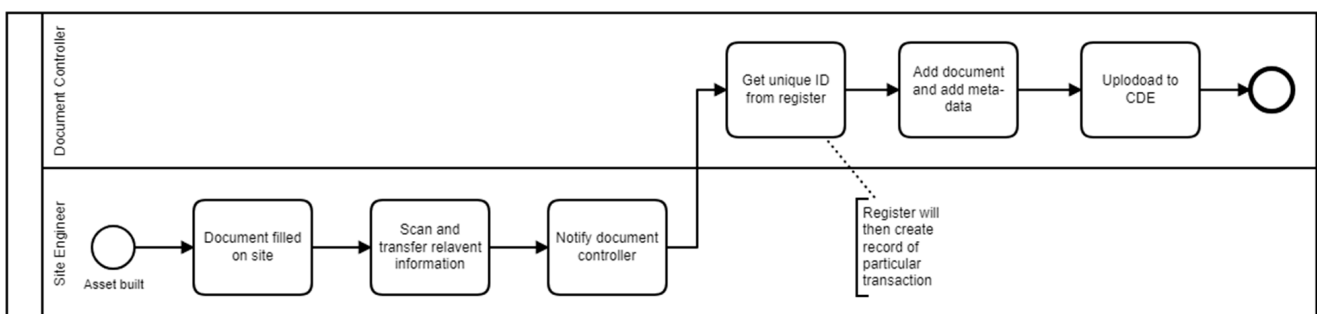 Document Controller
Get unique ID
from register
Add document
and add meta-
data
Uplodoad to
CDE
Site Engineer
Asset built
Document filled
on site
Scan and
transfer relavent
information
Notify document
controller
Register will
then create
record of
particular
transaction